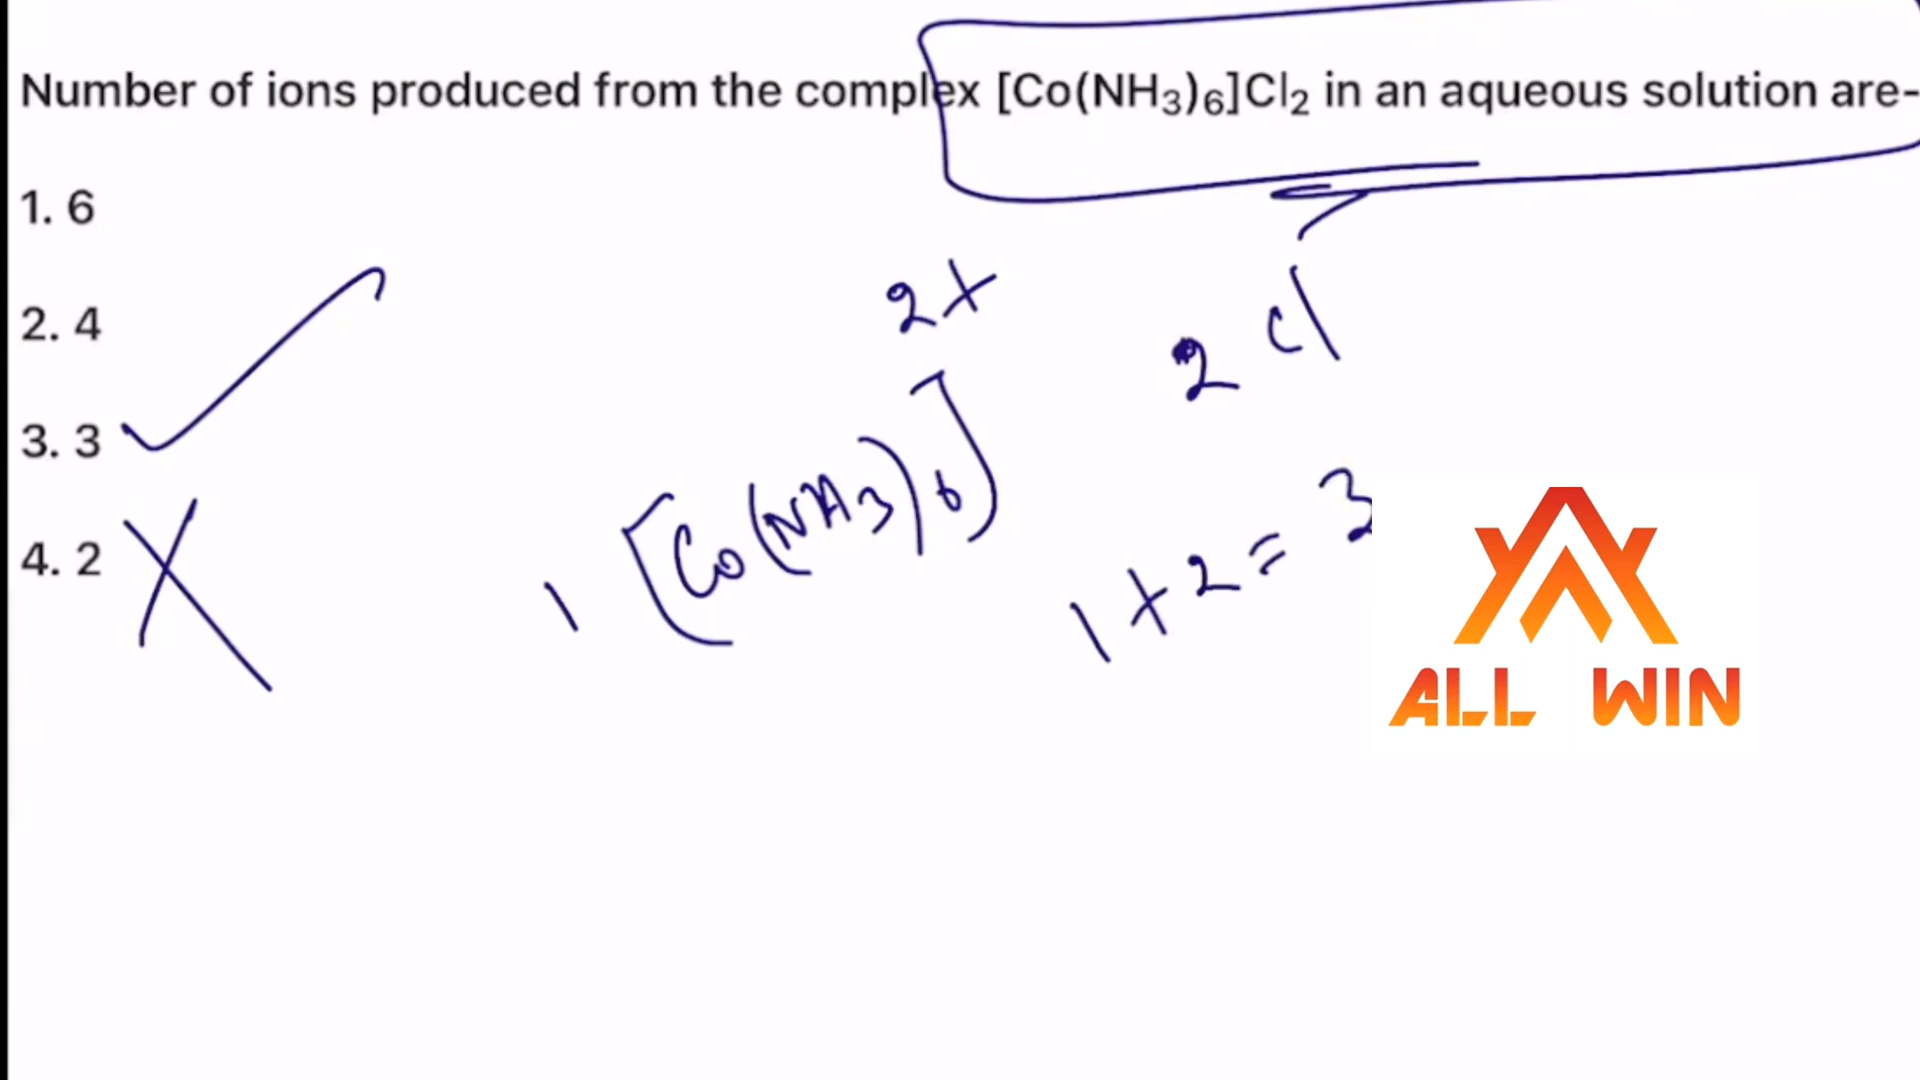 Number of ions produced from the complex [Co(NH₃)₆]Cl₂ in an aqueous solution are-
1. 6
2. 4
3. 3
4. 2
2+
2 Cl
1 [Co(NH3)6]
1+2=3
ALL WIN